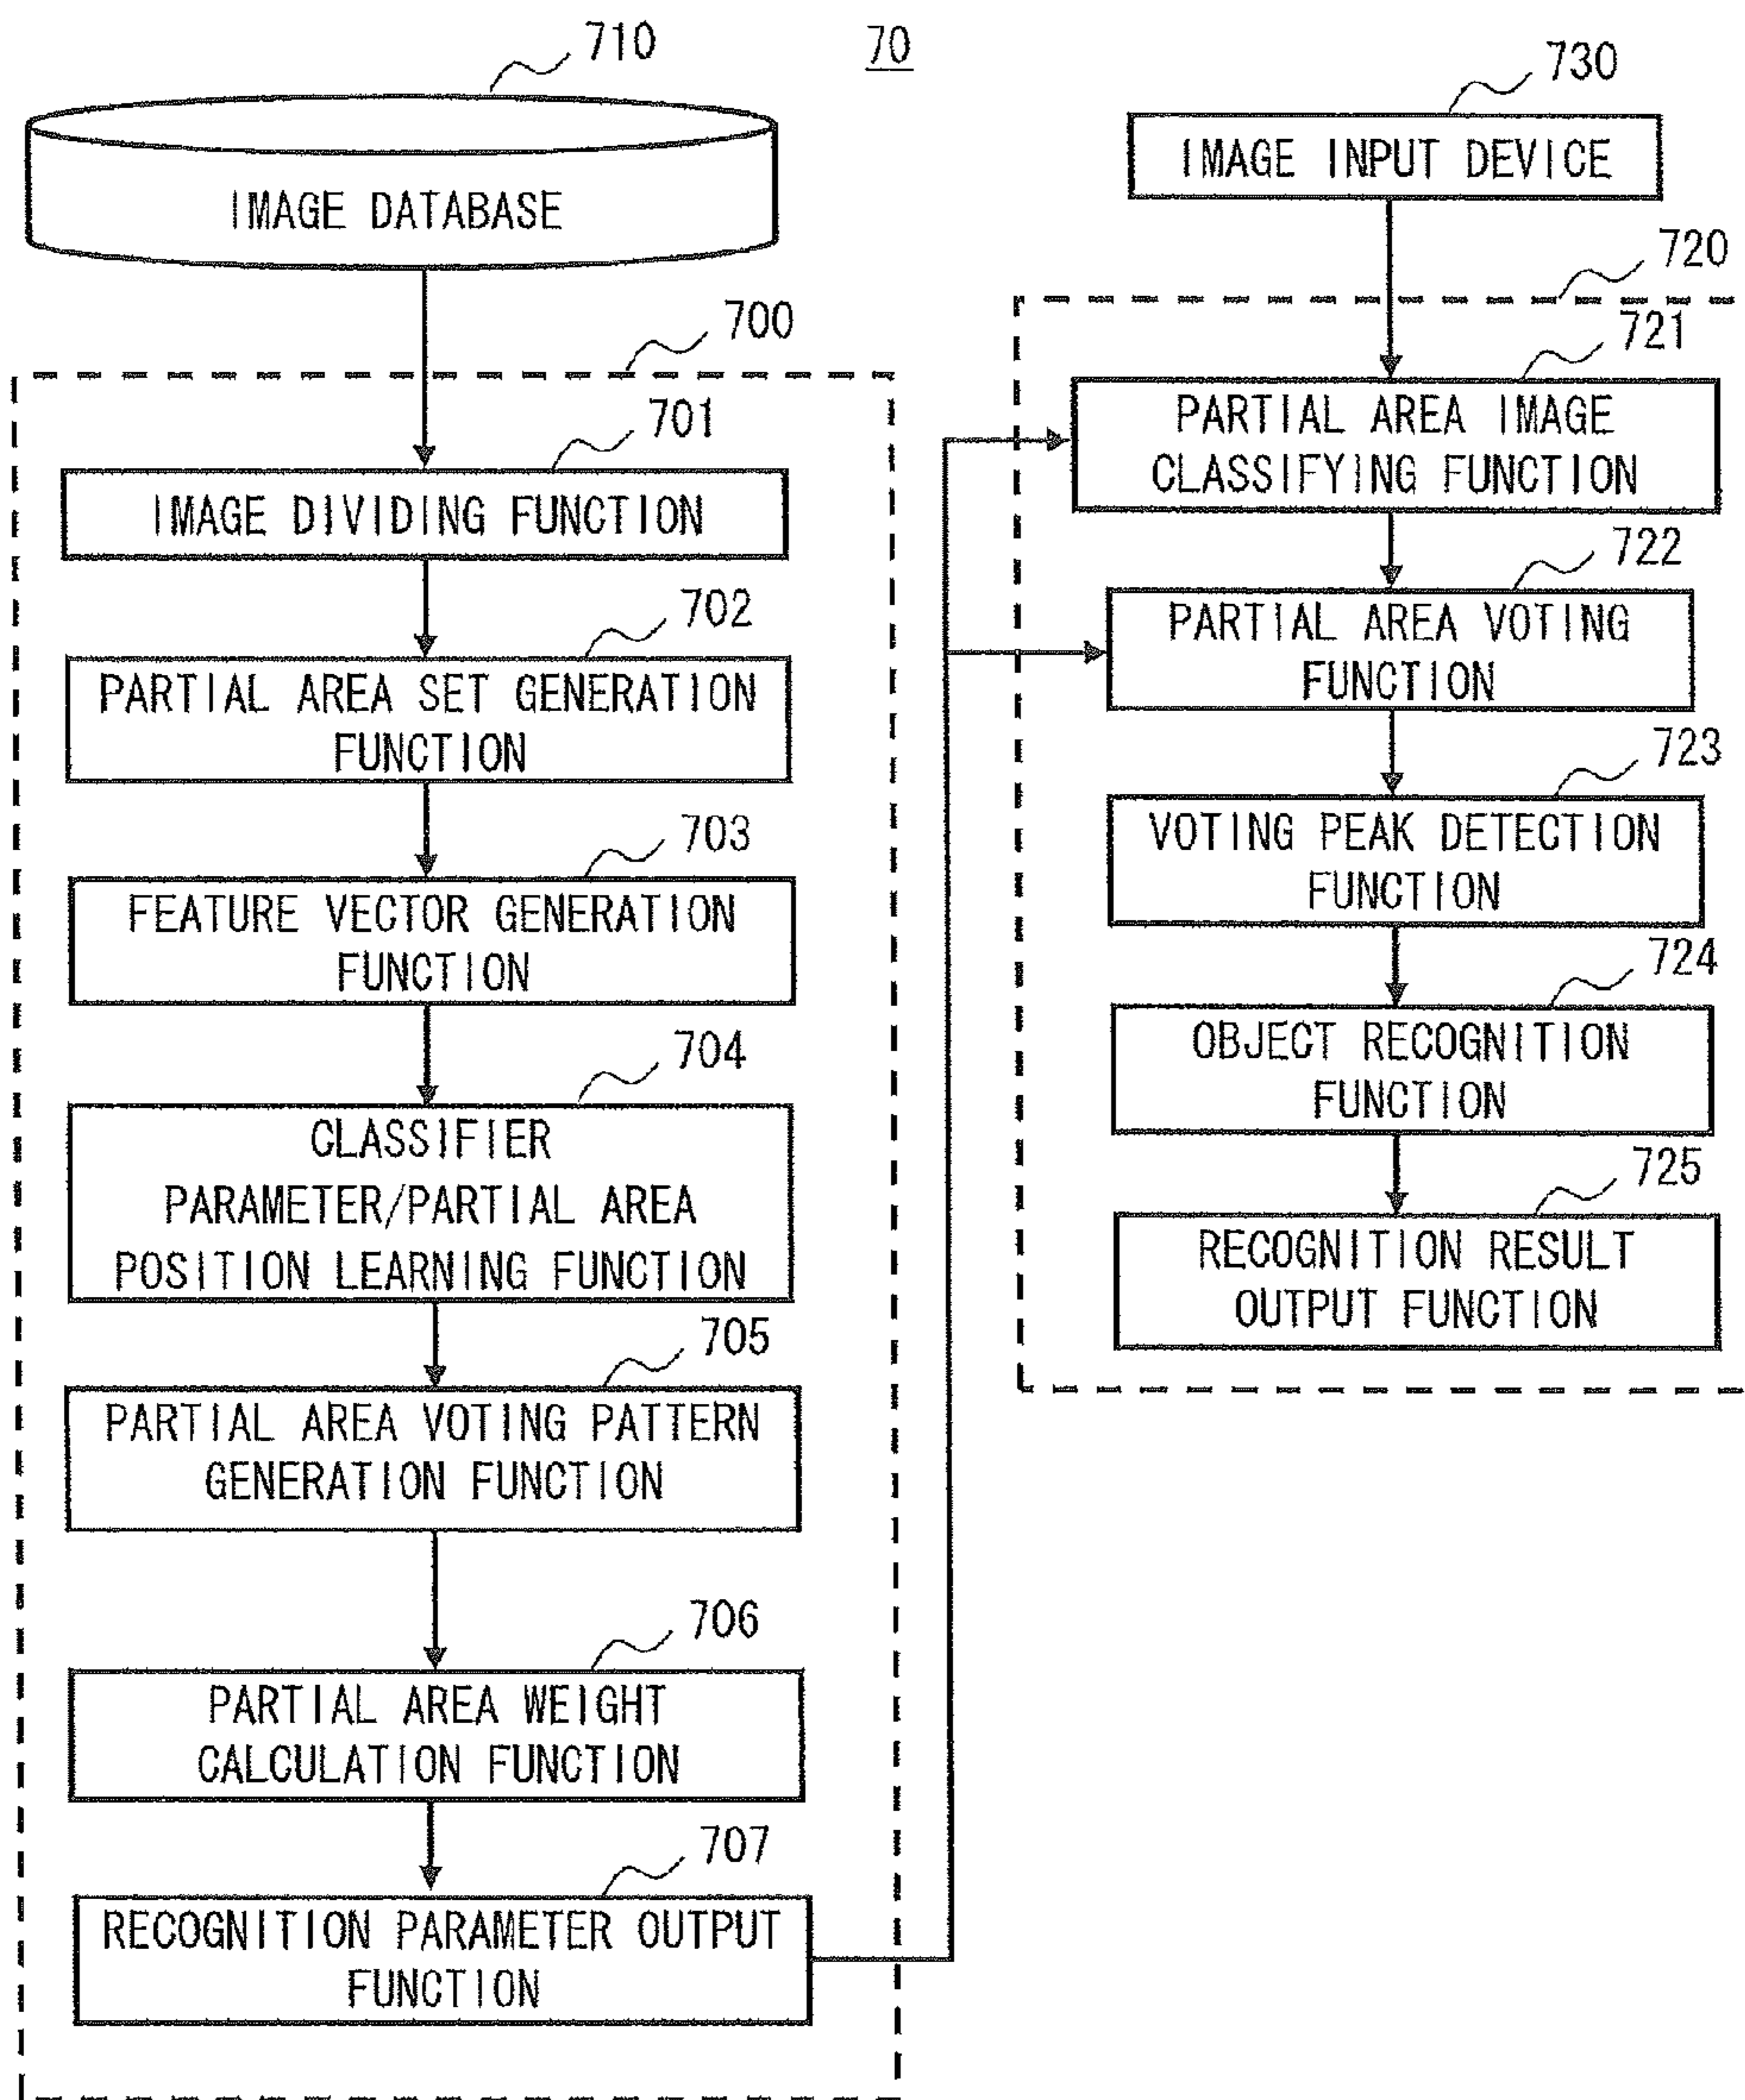 70
710
IMAGE DATABASE
700
701
IMAGE DIVIDING FUNCTION
702
PARTIAL AREA SET GENERATION
FUNCTION
703
FEATURE VECTOR GENERATION
FUNCTION
704
CLASSIFIER
PARAMETER/PARTIAL AREA
POSITION LEARNING FUNCTION
705
PARTIAL AREA VOTING PATTERN
GENERATION FUNCTION
706
PARTIAL AREA WEIGHT
CALCULATION FUNCTION
707
RECOGNITION PARAMETER OUTPUT
FUNCTION
730
IMAGE INPUT DEVICE
720
721
PARTIAL AREA IMAGE
CLASSIFYING FUNCTION
722
PARTIAL AREA VOTING
FUNCTION
723
VOTING PEAK DETECTION
FUNCTION
724
OBJECT RECOGNITION
FUNCTION
725
RECOGNITION RESULT
OUTPUT FUNCTION